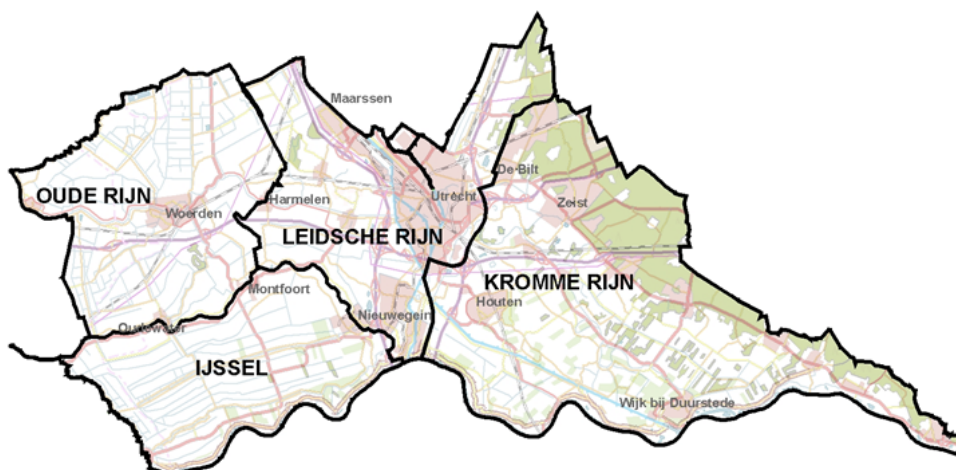 Maarssen
De-Bilt
OUDE RIJN
Harmelen
Utrecht
Zeist
Woerden
LEIDSCHE RIJN
KROMME RIJN
Montfoort
Houten
Nieuwegein
Oudewater
IJSSEL
Wijk bij Duurstede